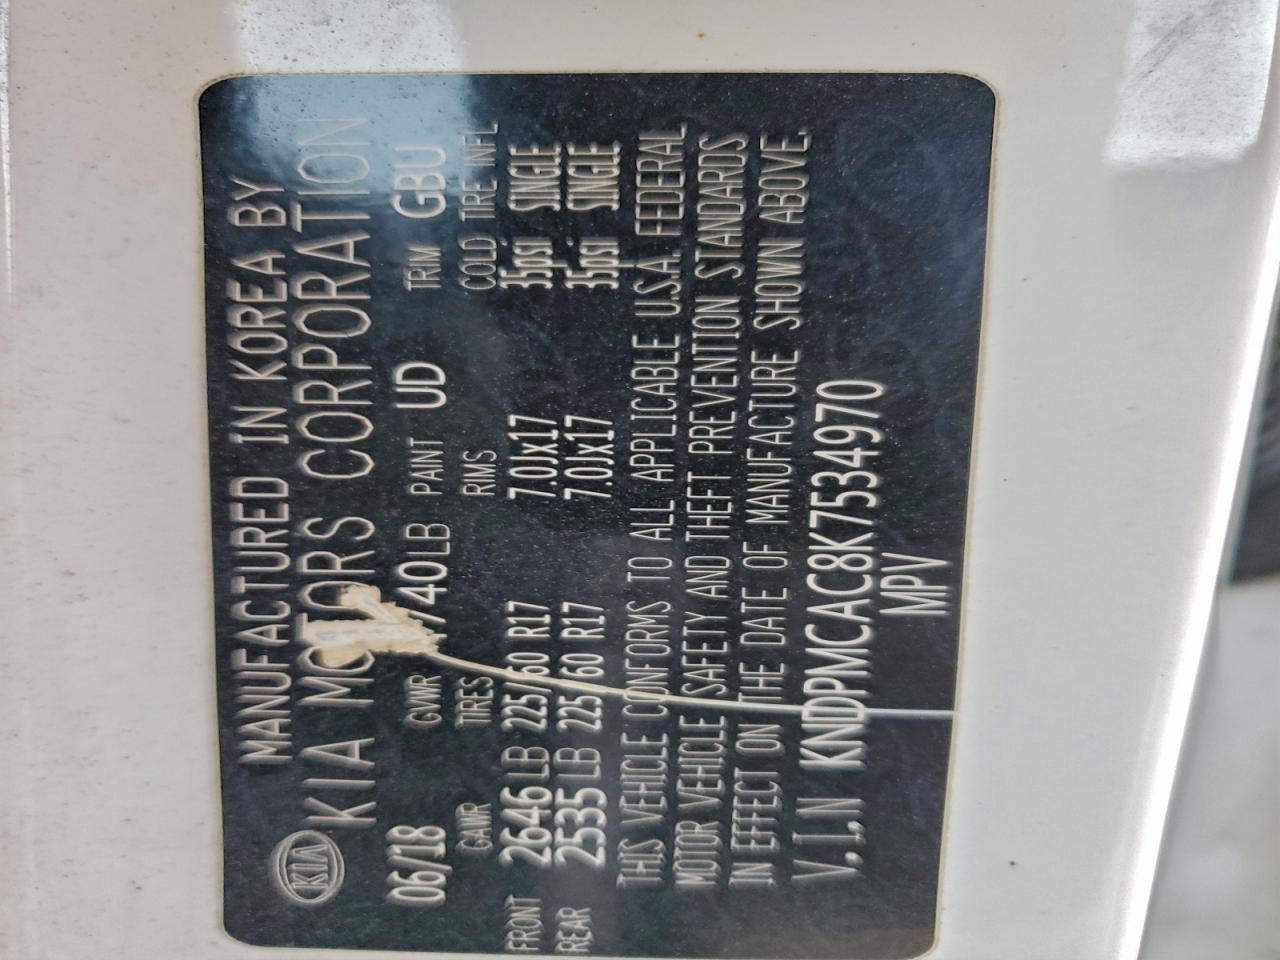 KIA
MANUFACTURED IN KOREA BY
KIA MOTORS CORPORATION
06/18 GVWR 40LB PAINT UD TRIM GBU
GAWR TIRES RIMS COLD TIRE INFL
FRONT 2646LB 225/60 R17 7.0Jx17 35psi SINGLE
REAR 2535LB 225/60 R17 7.0Jx17 35psi SINGLE
THIS VEHICLE CONFORMS TO ALL APPLICABLE U.S.A. FEDERAL
MOTOR VEHICLE SAFETY AND THEFT PREVENTION STANDARDS
IN EFFECT ON THE DATE OF MANUFACTURE SHOWN ABOVE.
V.I.N KNDPMCAC8K7534970
MPV